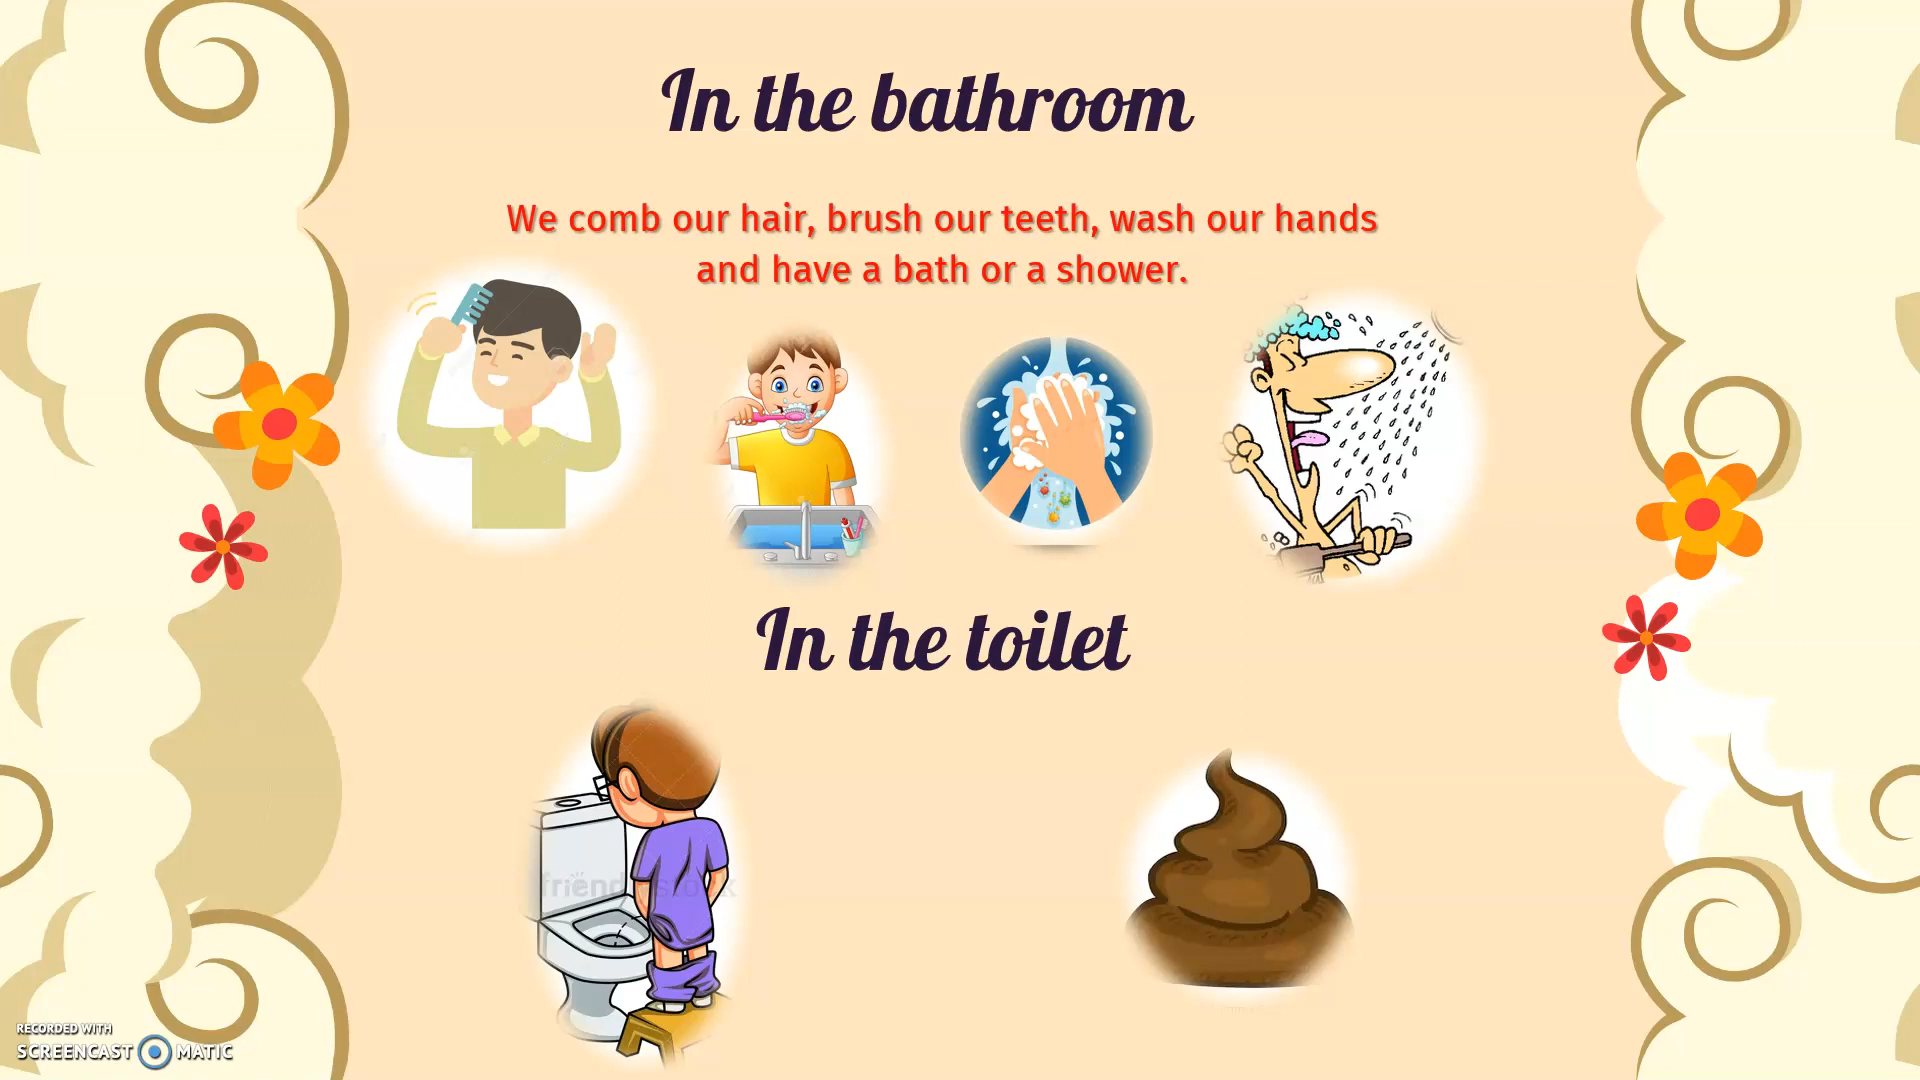 In the bathroom
We comb our hair, brush our teeth, wash our hands
and have a bath or a shower.
In the toilet
RECORDED WITH
SCREENCAST MATIC